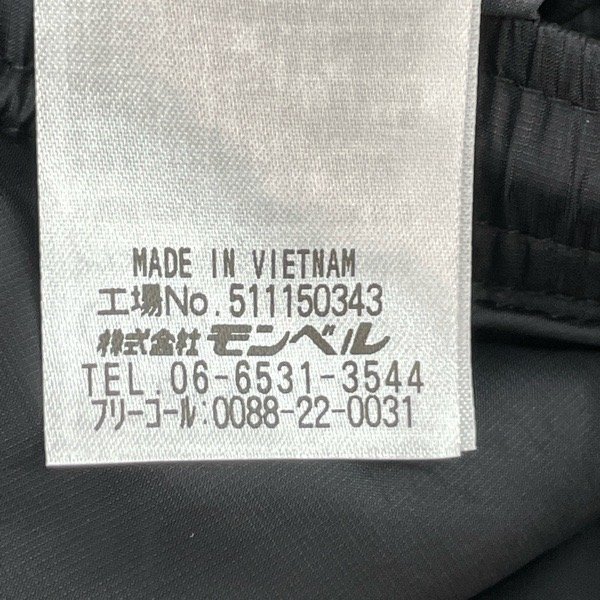 MADE IN VIETNAM
工場No.511150343
株式会社モンベル
TEL.06-6531-3544
フリーコール:0088-22-0031